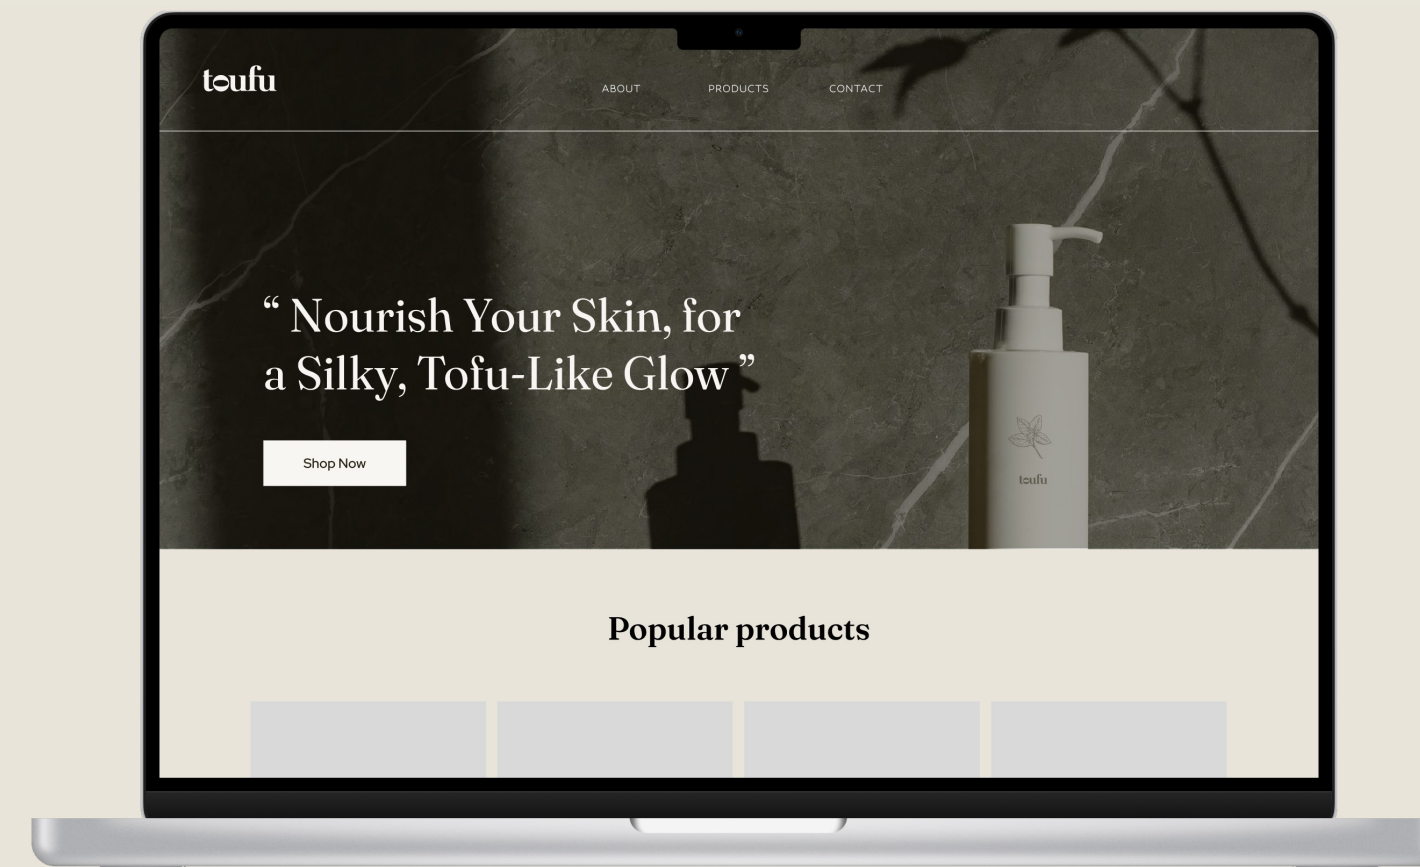 toufu
ABOUT PRODUCTS CONTACT
“ Nourish Your Skin, for
a Silky, Tofu-Like Glow ”
Shop Now
toufu
Popular products